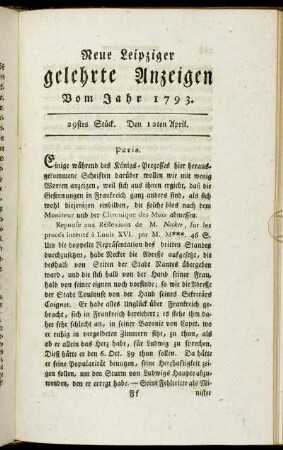 Neue Leipziger
gelehrte Anzeigen
Vom Jahr 1793.
29stes Stück. Den 12ten April.
Paris.
Einige während des Königs-Prozesses hier heraus-
gekommene Schriften darüber wollen wir mit wenig
Worten anzeigen, weil sich aus ihnen ergiebt, daß die
Gesinnungen in Frankreich ganz anders sind, als sich
wohl diejenigen einbilden, die solche blos nach dem
Moniteur und der Chronique des Mois abmessen.
Reponse aux Réflexions de M. Necker, sur les
procés intenté à Louis XVI. par M. M***. 46 S.
Um die doppelte Repräsentation des dritten Standes
durchzusetzen, habe Necker die Adresse aufgesetzt, die
deshalb von Seiten der Stadt Nantes übergeben
ward, und die sich halb von der Hand seiner Frau,
halb von seiner eignen noch finde, so wie die Adresse
der Stadt Toulouse von der Hand seines Sekretärs
Coignet. Er habe alles Unglück über Frankreich ge-
bracht, sich in Frankreich bereichert; es stehe ihm da-
her sehr schlecht an, in seiner Baronie von Copet, wo
er ruhig in vergoldeten Zimmern sitze, zu thun, als
ob er allein das Herz habe, für Ludwig zu sprechen.
Dieß hätte er den 6. Oct. 89 thun sollen. Da hätte
er seine Popularität benutzen, seine Herzhaftigkeit zei-
gen sollen, um den Sturm von Ludwigs Haupte abzu-
wenden, den er erregt habe.— Seine Fehltritte als Mi-
Ff
nister